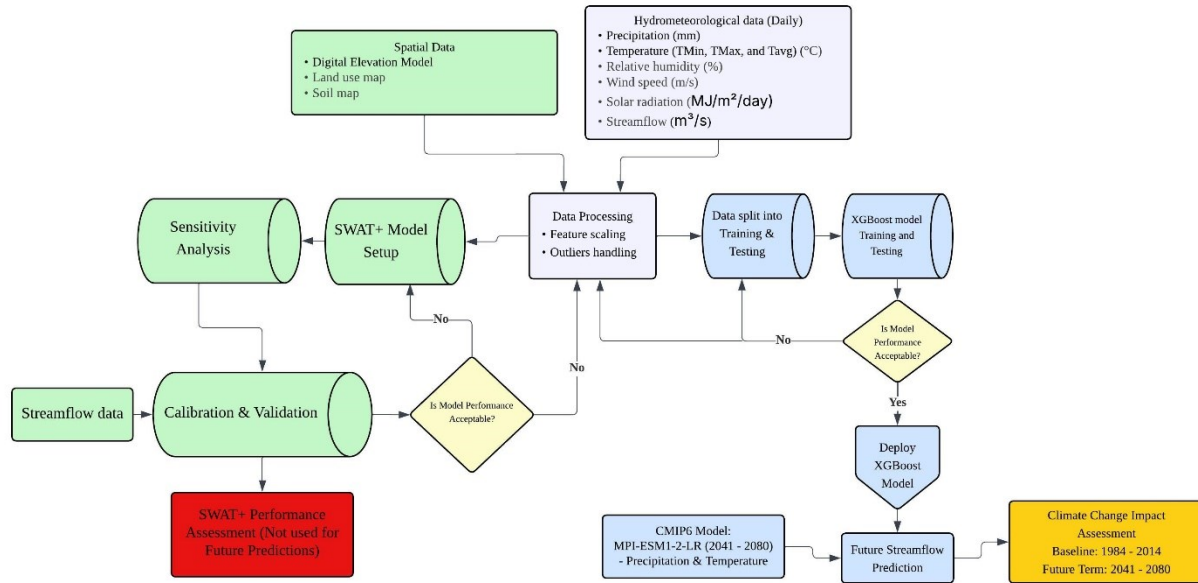 Spatial Data
• Digital Elevation Model
• Land use map
• Soil map
Hydrometeorological data (Daily)
• Precipitation (mm)
• Temperature (TMin, TMax, and Tavg) (°C)
• Relative humidity (%)
• Wind speed (m/s)
• Solar radiation (MJ/m²/day)
• Streamflow (m³/s)
Sensitivity
Analysis
SWAT+ Model
Setup
Data Processing
• Feature scaling
• Outliers handling
Data split into
Training &
Testing
XGBoost model
Training and
Testing
No
No
No
Is Model
Performance
Acceptable?
Streamflow data
Calibration & Validation
Is Model Performance
Acceptable?
Yes
Deploy
XGBoost
Model
SWAT+ Performance
Assessment (Not used for
Future Predictions)
CMIP6 Model:
MPI-ESM1-2-LR (2041 - 2080)
- Precipitation & Temperature
Future Streamflow
Prediction
Climate Change Impact
Assessment
Baseline: 1984 - 2014
Future Term: 2041 - 2080